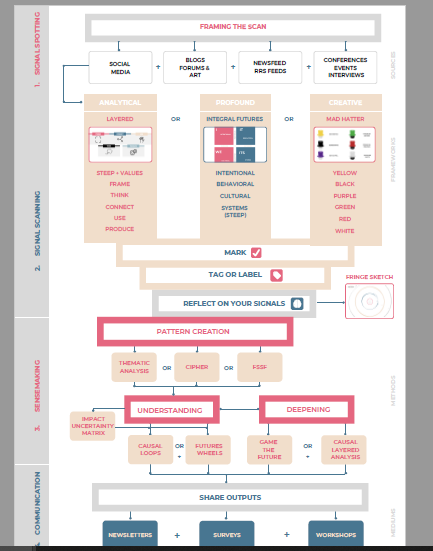 FRAMING THE SCAN
1. SIGNAL SPOTTING
SOCIAL
MEDIA
+
BLOGS
FORUMS &
ART
+
NEWSFEED
RRS FEEDS
+
CONFERENCES
EVENTS
INTERVIEWS
SOURCES
ANALYTICAL
PROFOUND
CREATIVE
LAYERED
OR
INTEGRAL FUTURES
OR
MAD HATTER
FRAMEWORKS
STEEP + VALUES
FRAME
THINK
CONNECT
USE
PRODUCE
INTENTIONAL
BEHAVIORAL
CULTURAL
SYSTEMS
(STEEP)
YELLOW
BLACK
PURPLE
GREEN
RED
WHITE
2. SIGNAL SCANNING
MARK
TAG OR LABEL
REFLECT ON YOUR SIGNALS
FRINGE SKETCH
PATTERN CREATION
THEMATIC
ANALYSIS
OR
CIPHER
OR
FSSF
3. SENSEMAKING
METHODS
UNDERSTANDING
DEEPENING
IMPACT
UNCERTAINTY
MATRIX
CAUSAL
LOOPS
OR
+
FUTURES
WHEELS
GAME
THE
FUTURE
OR
+
CAUSAL
LAYERED
ANALYSIS
COMMUNICATION
SHARE OUTPUTS
MEDIUMS
NEWSLETTERS
+
SURVEYS
+
WORKSHOPS